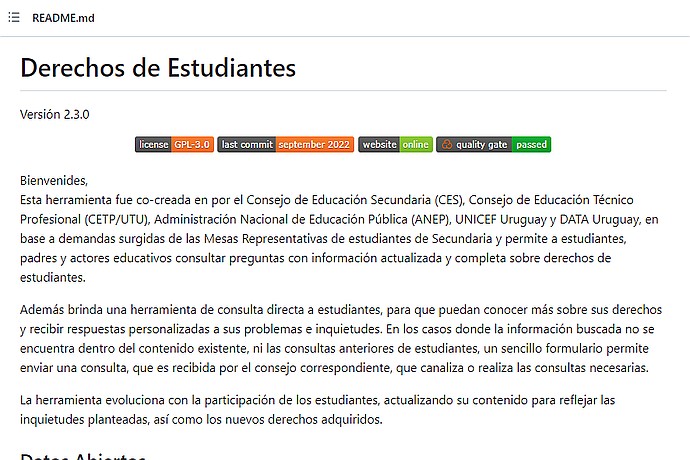 README.md
Derechos de Estudiantes
Versión 2.3.0
license GPL-3.0 last commit september 2022 website online quality gate passed
Bienvenides,
Esta herramienta fue co-creada en por el Consejo de Educación Secundaria (CES), Consejo de Educación Técnico
Profesional (CETP/UTU), Administración Nacional de Educación Pública (ANEP), UNICEF Uruguay y DATA Uruguay, en
base a demandas surgidas de las Mesas Representativas de estudiantes de Secundaria y permite a estudiantes,
padres y actores educativos consultar preguntas con información actualizada y completa sobre derechos de
estudiantes.
Además brinda una herramienta de consulta directa a estudiantes, para que puedan conocer más sobre sus derechos
y recibir respuestas personalizadas a sus problemas e inquietudes. En los casos donde la información buscada no se
encuentra dentro del contenido existente, ni las consultas anteriores de estudiantes, un sencillo formulario permite
enviar una consulta, que es recibida por el consejo correspondiente, que canaliza o realiza las consultas necesarias.
La herramienta evoluciona con la participación de los estudiantes, actualizando su contenido para reflejar las
inquietudes planteadas, así como los nuevos derechos adquiridos.
Datos Abiertos